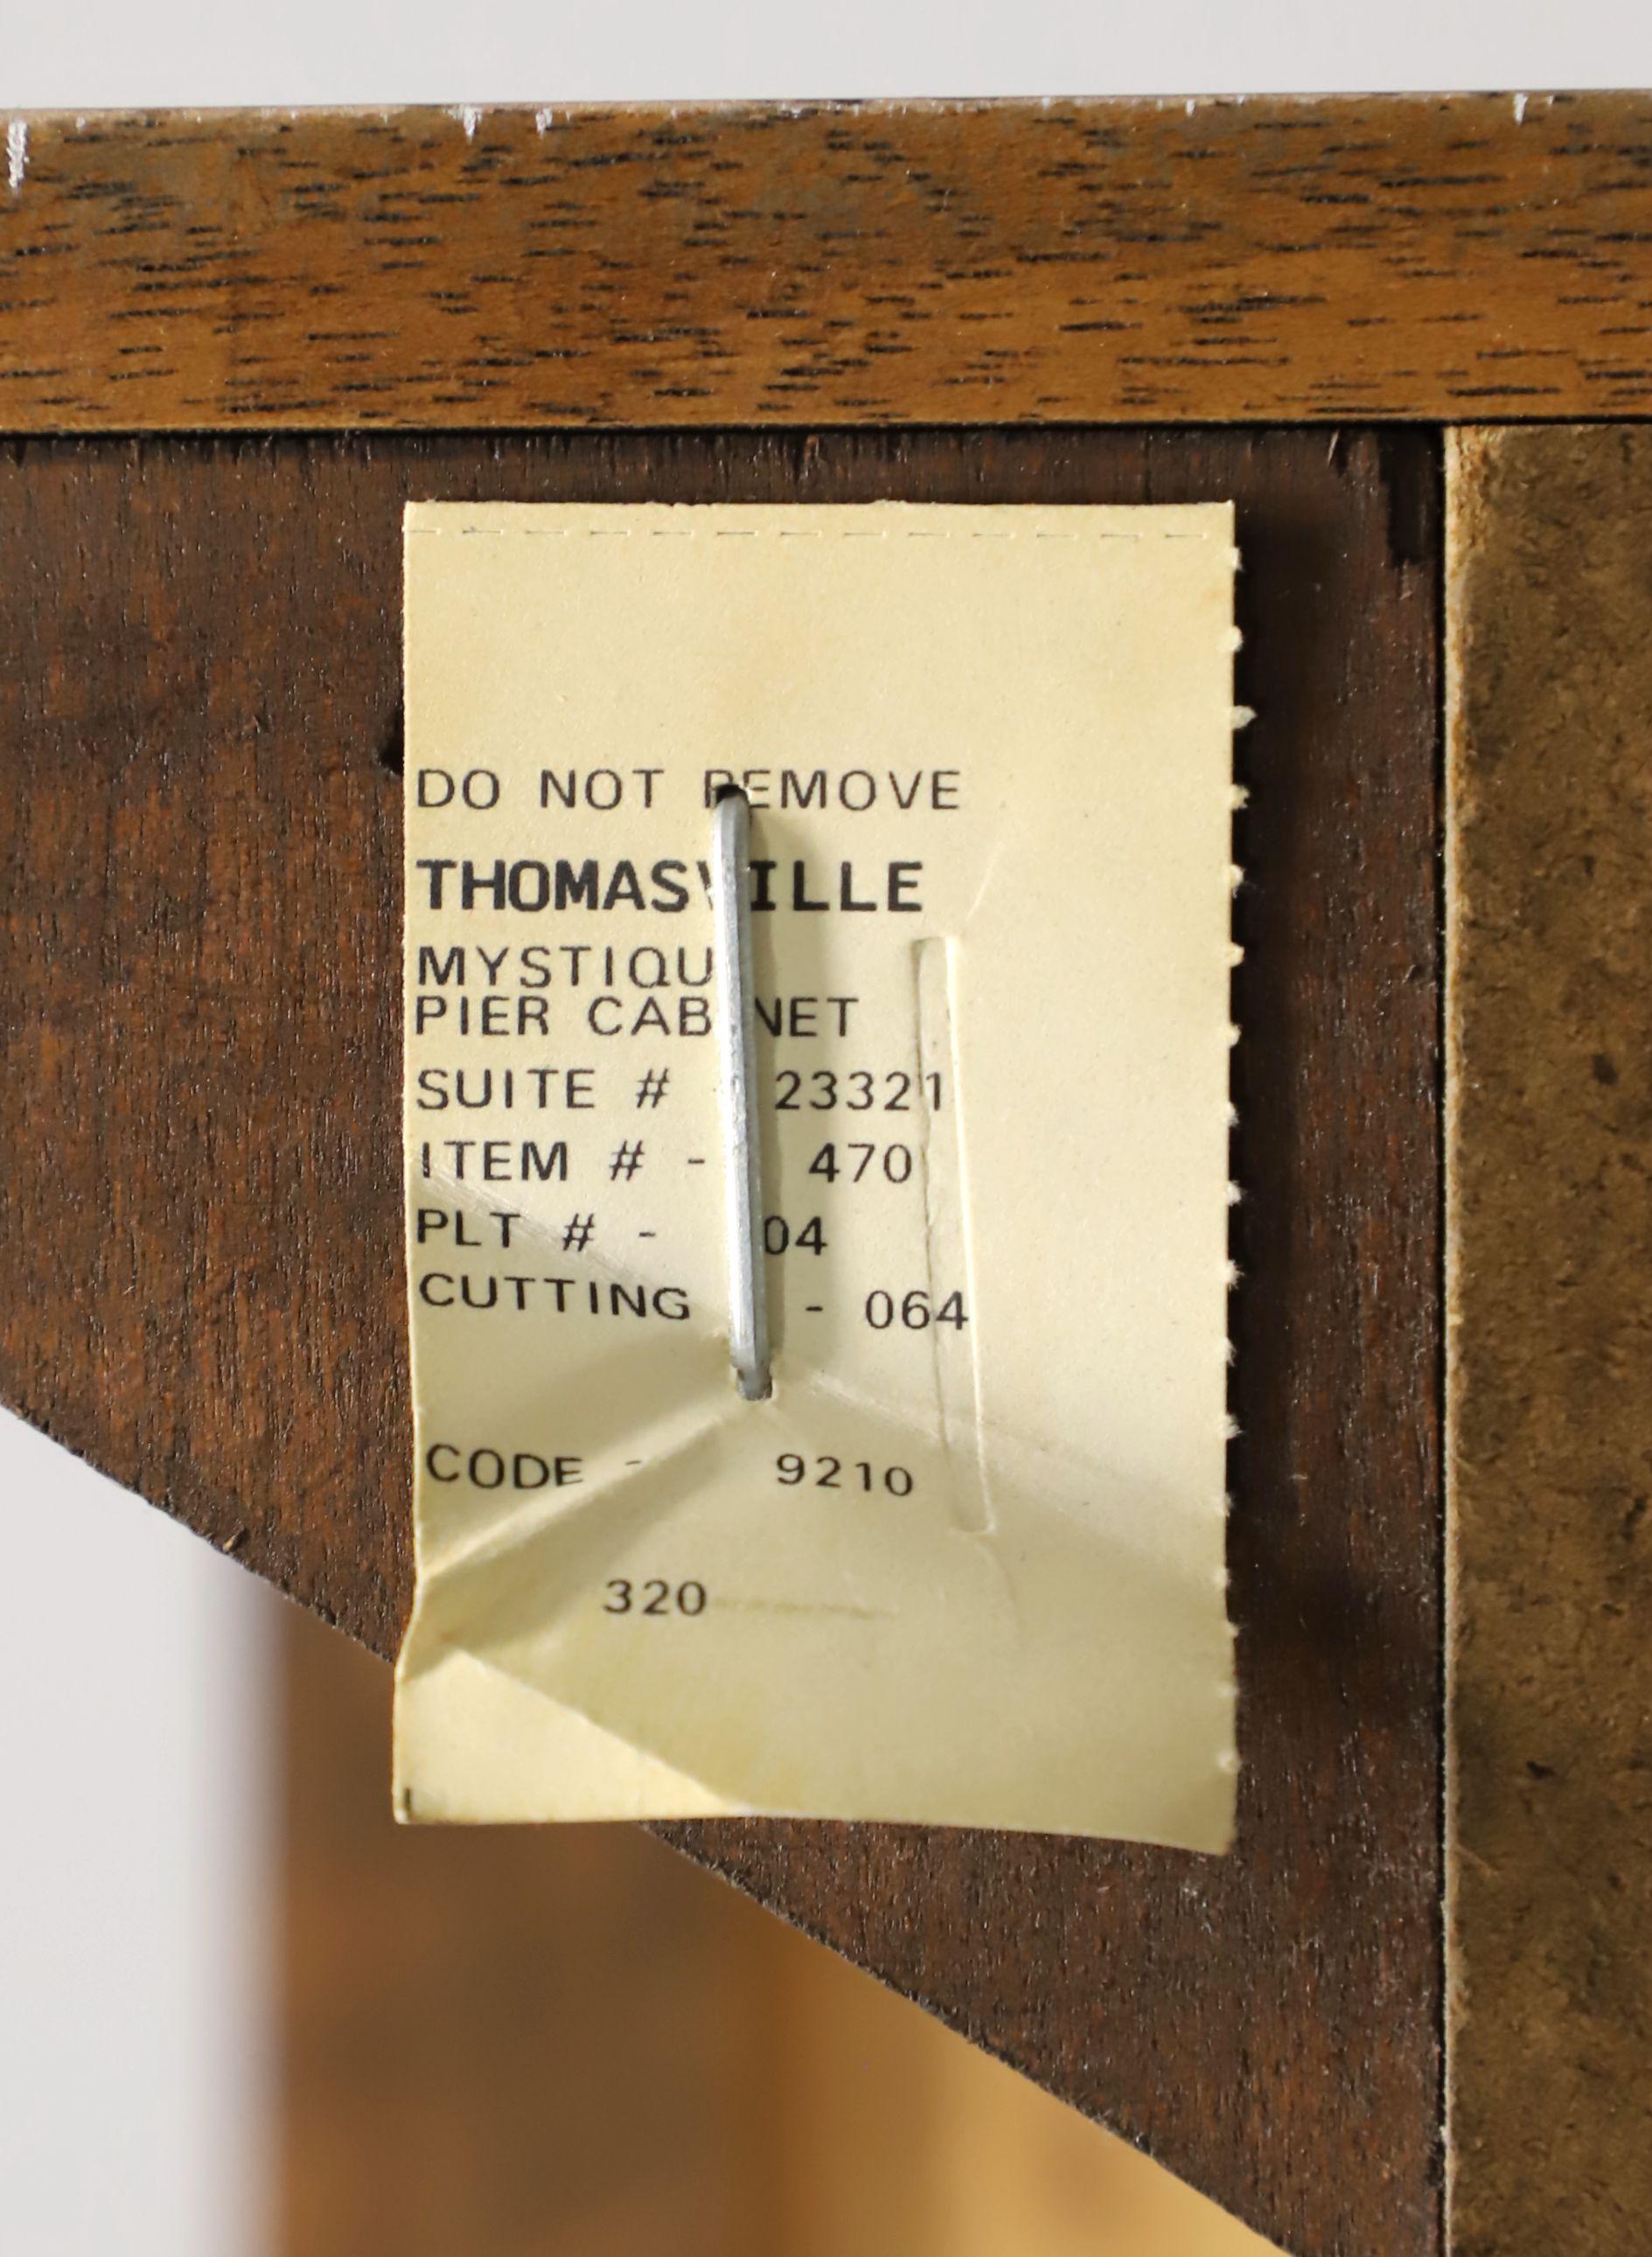 DO NOT REMOVE
THOMASVILLE
MYSTIQU
PIER CABINET
SUITE # - 23321
ITEM # - 470
PLT # - 04
CUTTING - 064
CODE - 9210
320